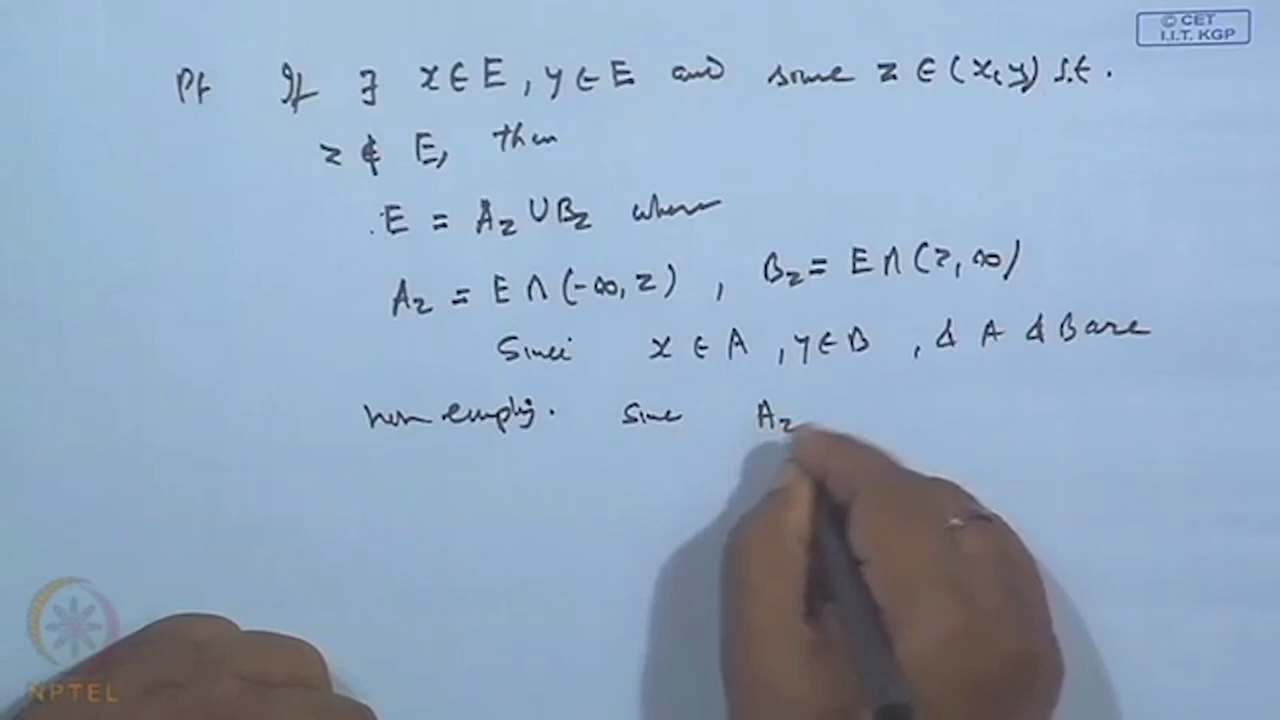 © CET
I.I.T. KGP
Pf If ∃ x ∈ E, y ∈ E and some z ∈ (x, y) s.t.
z ∉ E, then
E = A_z ∪ B_z where
A_z = E ∩ (-∞, z) , B_z = E ∩ (z, ∞)
Since x ∈ A , y ∈ B , & A & B are
non empty. Since A_z
NPTEL